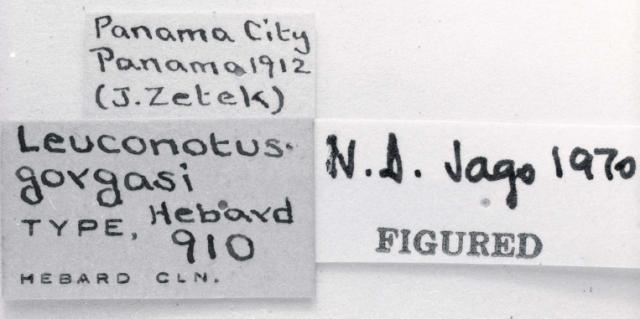 Panama City
Panama 1912
(J. Zetek)
Leuconotus
gorgasi
TYPE, Hebard
910
HEBARD CLN.
N.D. Jago 1970
FIGURED